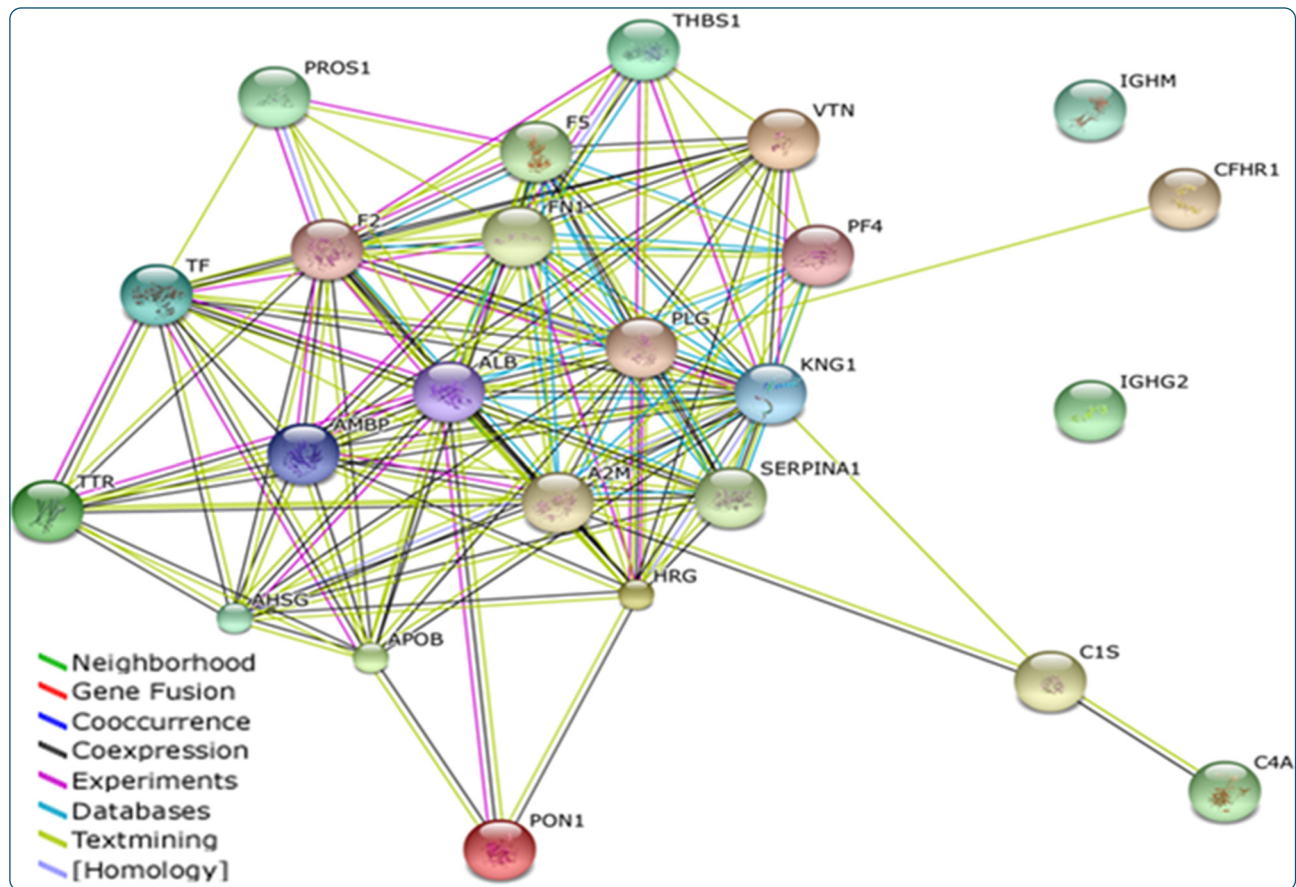 THBS1
PROS1
IGHM
VTN
F5
CFHR1
FN1
F2
PF4
TF
PLG
ALB
KNG1
IGHG2
AMBP
SERPINA1
A2M
TTR
HRG
AHSG
APOB
C1S
C4A
PON1
Neighborhood
Gene Fusion
Cooccurrence
Coexpression
Experiments
Databases
Textmining
[Homology]